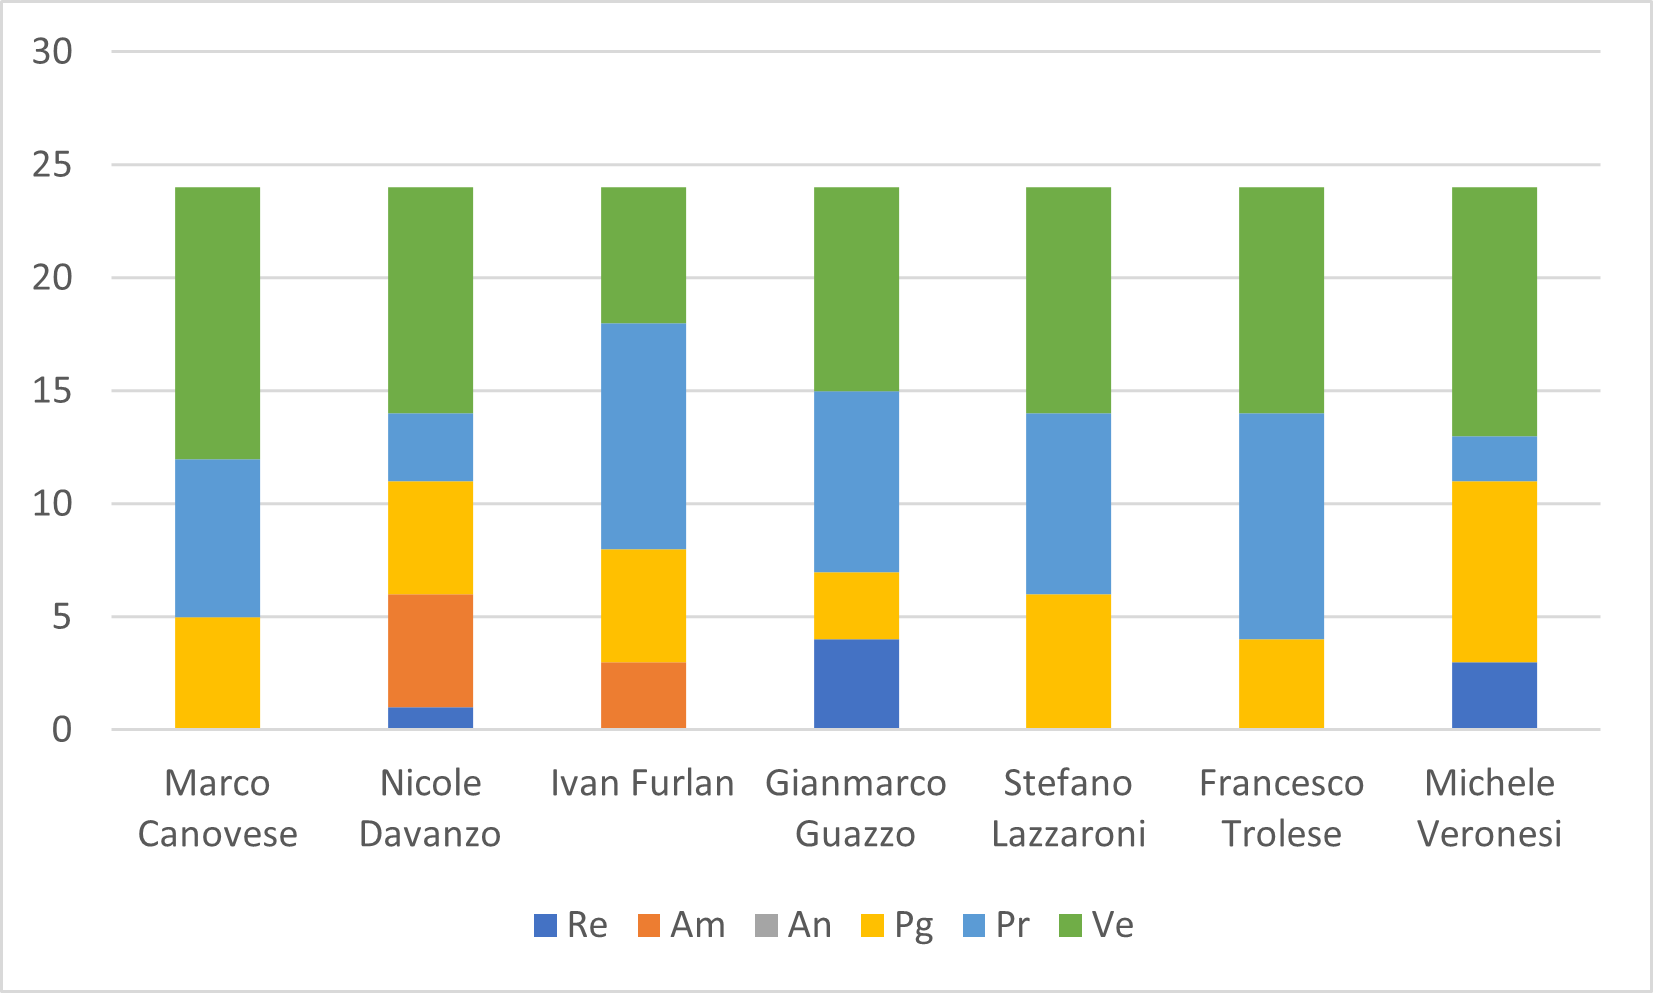 30
25
20
15
10
5
0
Marco Canovese
Nicole Davanzo
Ivan Furlan
Gianmarco Guazzo
Stefano Lazzaroni
Francesco Trolese
Michele Veronesi
Re Am An Pg Pr Ve